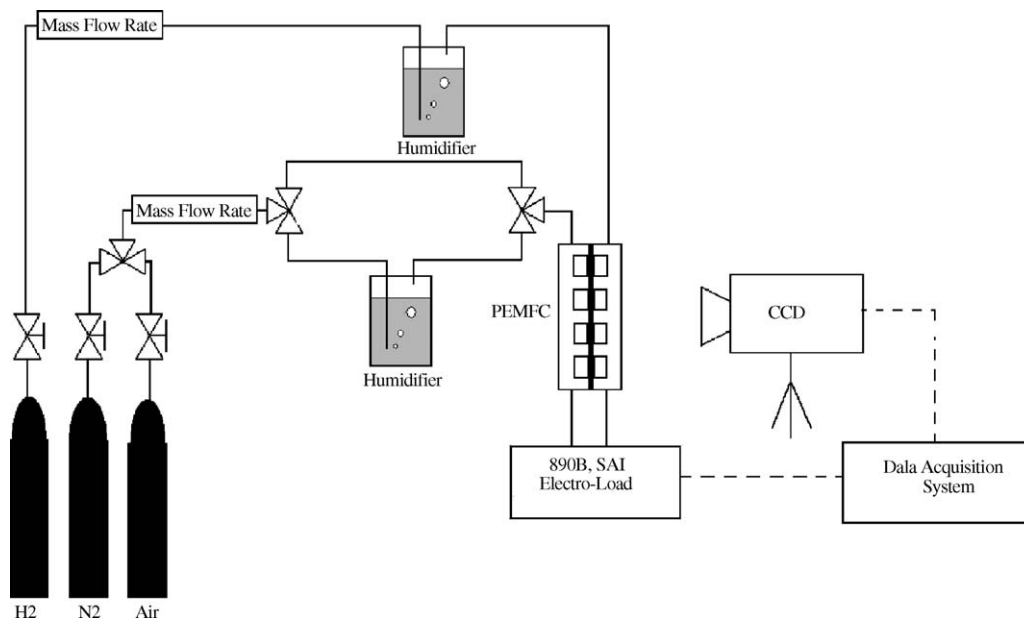 Mass Flow Rate
Humidifier
Mass Flow Rate
Humidifier
PEMFC
CCD
890B, SAI
Electro-Load
Dala Acquisition
System
H2
N2
Air